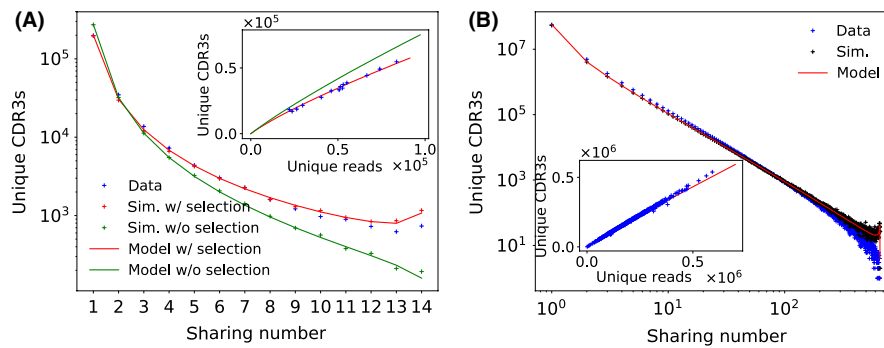 (A)
Unique CDR3s
10^5
10^4
10^3
1 2 3 4 5 6 7 8 9 10 11 12 13 14
Sharing number
Data
Sim. w/ selection
Sim. w/o selection
Model w/ selection
Model w/o selection
×10^5
Unique CDR3s
0.5
0.0
0.0 0.5 1.0
Unique reads ×10^5
(B)
Unique CDR3s
10^7
10^5
10^3
10^1
10^0 10^1 10^2
Sharing number
Data
Sim.
Model
×10^6
Unique CDR3s
0.5
0.0
0.0 0.5
Unique reads ×10^6